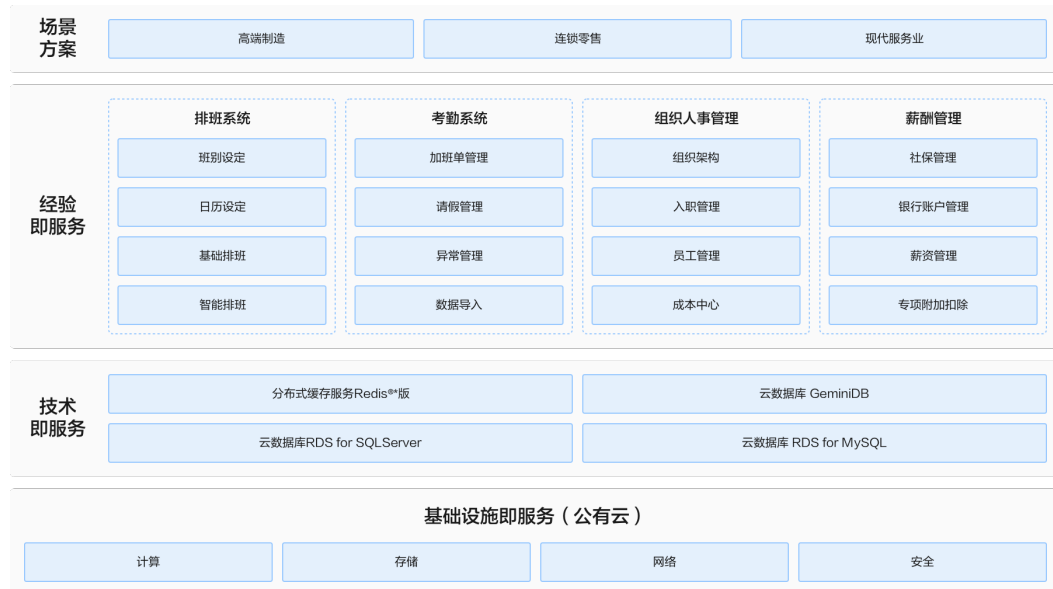 场景
方案
高端制造
连锁零售
现代服务业
经验
即服务
排班系统
班别设定
日历设定
基础排班
智能排班
考勤系统
加班单管理
请假管理
异常管理
数据导入
组织人事管理
组织架构
入职管理
员工管理
成本中心
薪酬管理
社保管理
银行账户管理
薪资管理
专项附加扣除
技术
即服务
分布式缓存服务Redis®*版
云数据库 GeminiDB
云数据库RDS for SQLServer
云数据库 RDS for MySQL
基础设施即服务（公有云）
计算
存储
网络
安全